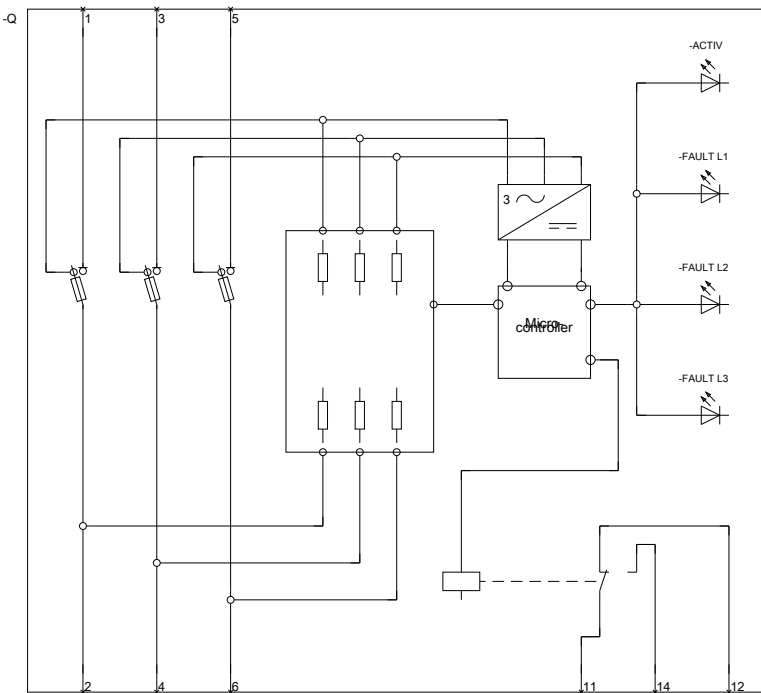 -Q 1 3 5
-ACTIV
-FAULT L1
3
-FAULT L2
Micro-
controller
-FAULT L3
2 4 6 11 14 12